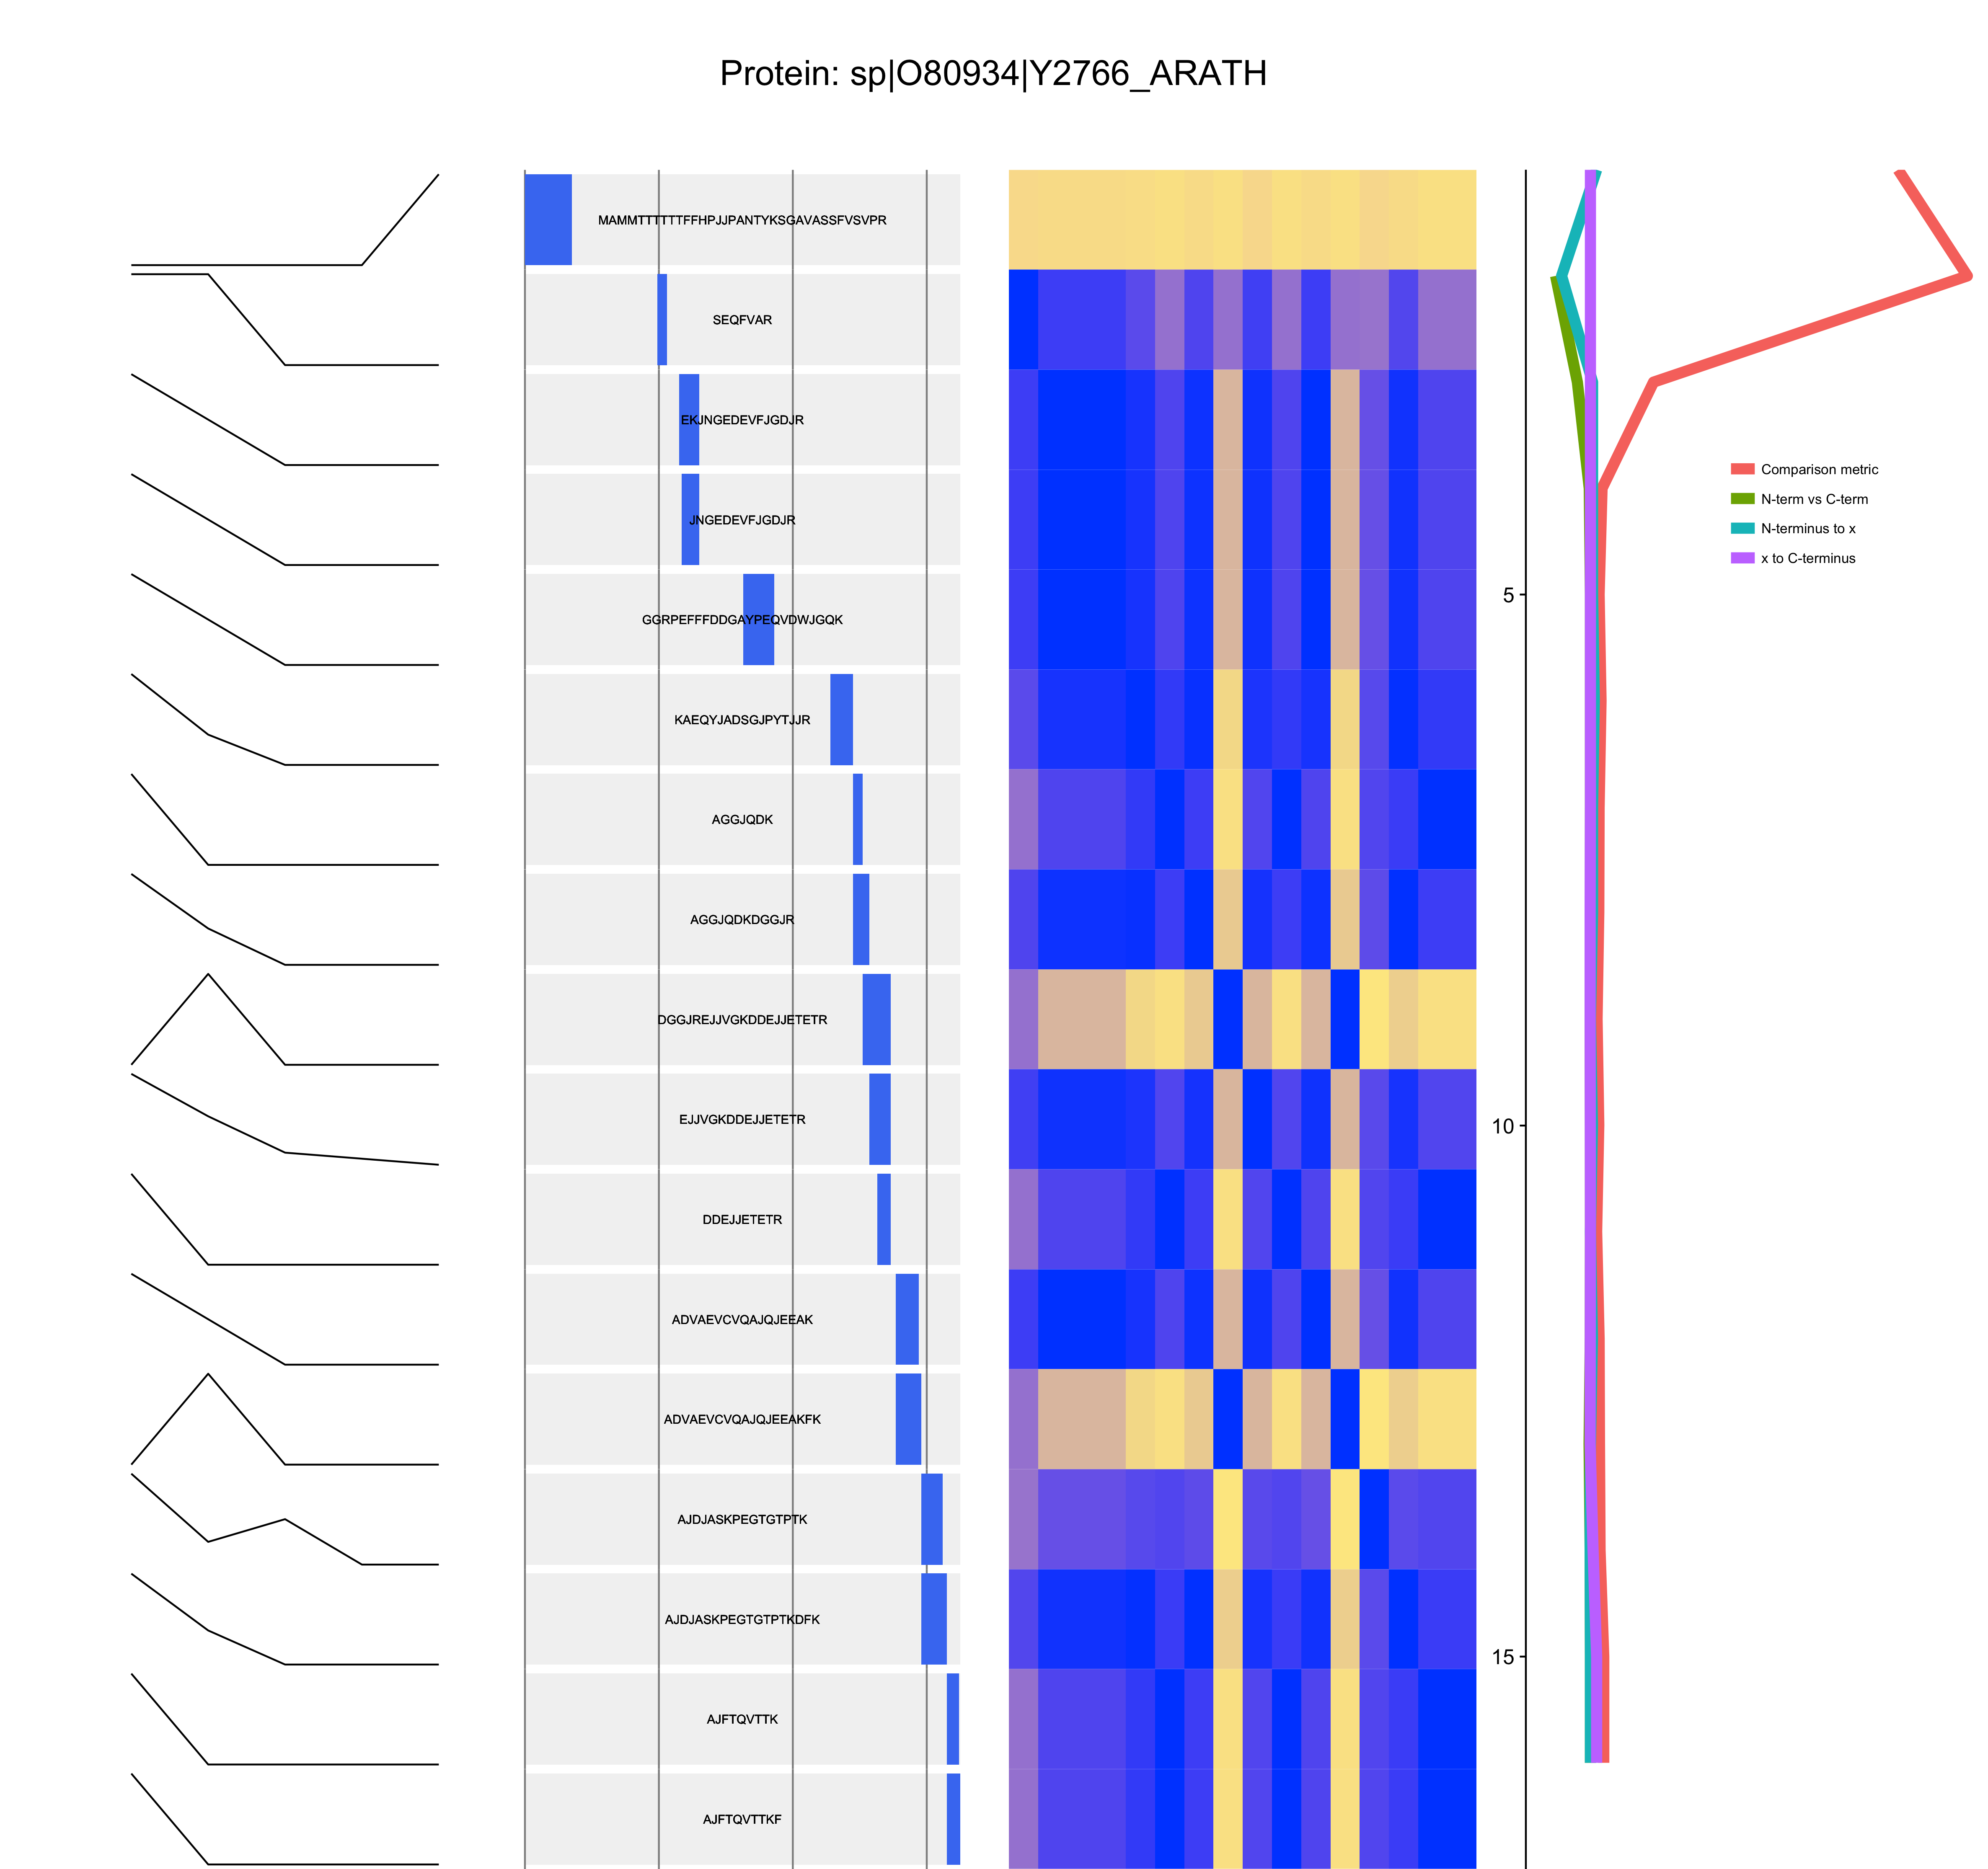 Protein: sp|O80934|Y2766_ARATH
MAMMTTTTTTFFHPJJPANTYKSGAVASSFVSVPR
SEQFVAR
EKJNGEDEVFJGDJR
Comparison metric
N-term vs C-term
JNGEDEVFJGDJR
N-terminus to x
x to C-terminus
5
GGRPEFFFDDGAYPEQVDWJGQK
KAEQYJADSGJPYTJJR
AGGJQDK
AGGJQDKDGGJR
DGGJREJJVGKDDEJJETETR
EJJVGKDDEJJETETR
10
DDEJJETETR
ADVAEVCVQAJQJEEAK
ADVAEVCVQAJQJEEAKFK
AJDJASKPEGTGTPTK
AJDJASKPEGTGTPTKDFK
15
AJFTQVTTK
AJFTQVTTKF